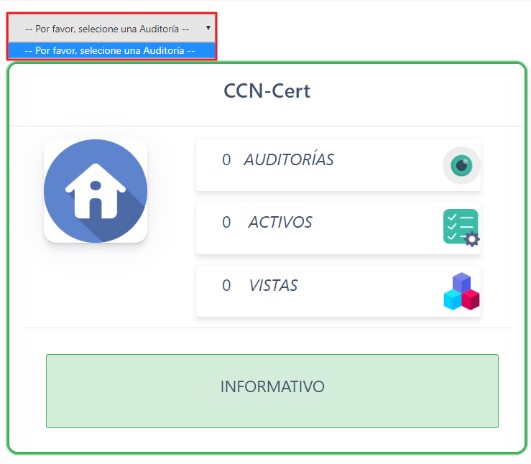 -- Por favor, selecione una Auditoría --
-- Por favor, selecione una Auditoría --
CCN-Cert
0 AUDITORÍAS
0 ACTIVOS
0 VISTAS
INFORMATIVO